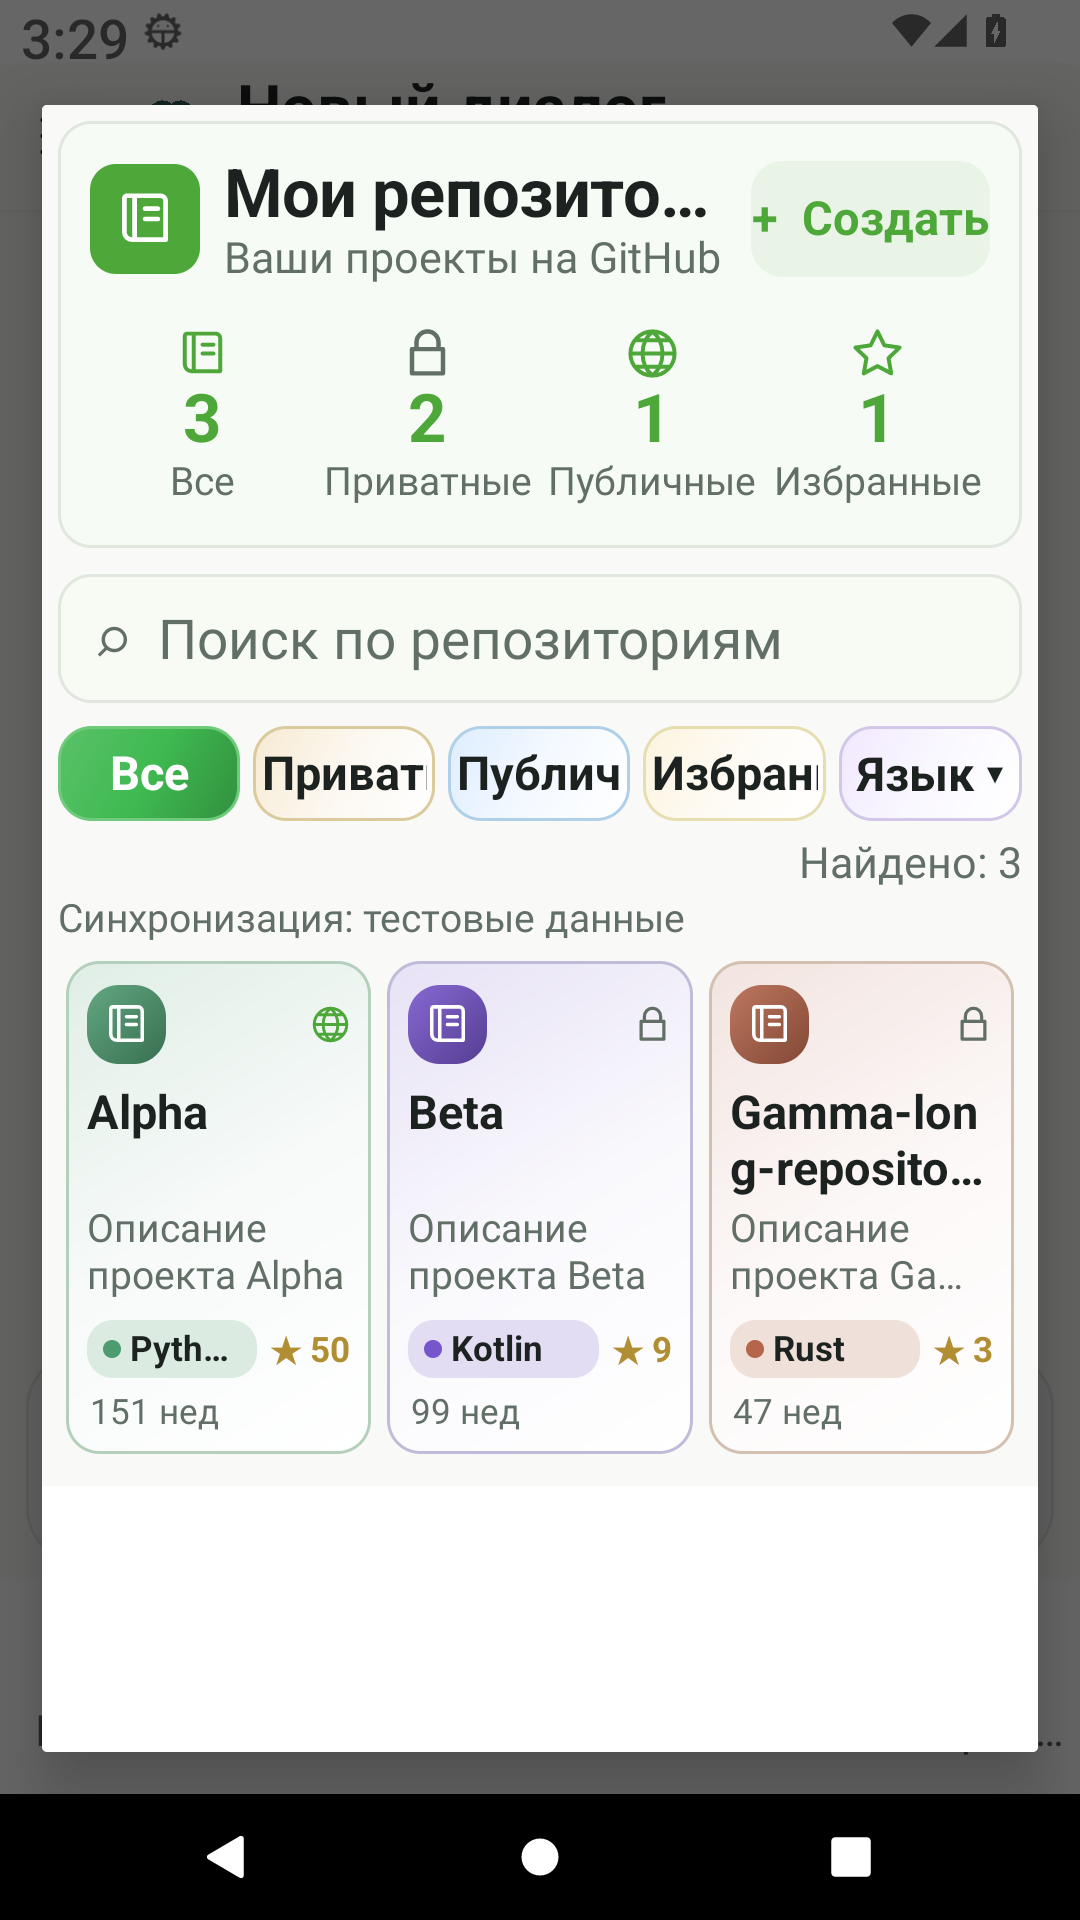 3:29
Новый диалог
Мои репозито...
Ваши проекты на GitHub
+ Создать
3
2
1
1
Все
Приватные
Публичные
Избранные
Поиск по репозиториям
Все
Приват
Публич
Избран
Язык ▾
Найдено: 3
Синхронизация: тестовые данные
Alpha
Описание
проекта Alpha
Pyth...
★ 50
151 нед
Beta
Описание
проекта Beta
Kotlin
★ 9
99 нед
Gamma-lon
g-reposito...
Описание
проекта Ga...
Rust
★ 3
47 нед